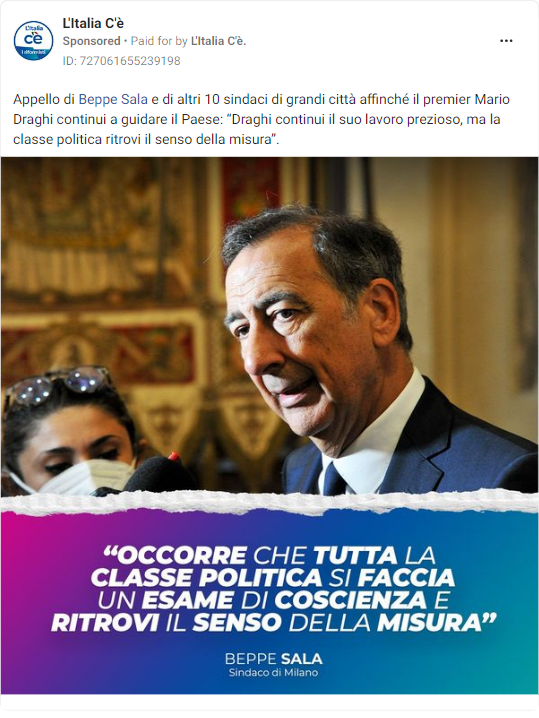 L'Italia C'è
Sponsored • Paid for by L'Italia C'è.
ID: 727061655239198
Appello di Beppe Sala e di altri 10 sindaci di grandi città affinché il premier Mario
Draghi continui a guidare il Paese: “Draghi continui il suo lavoro prezioso, ma la
classe politica ritrovi il senso della misura”.
“OCCORRE CHE TUTTA LA
CLASSE POLITICA SI FACCIA
UN ESAME DI COSCIENZA E
RITROVI IL SENSO DELLA MISURA”
BEPPE SALA
Sindaco di Milano